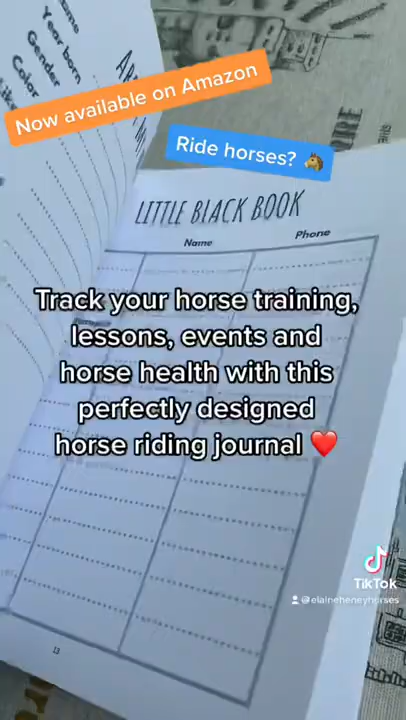 Name
Year born
Gender
Color
Now available on Amazon
Ride horses? 🐴
LITTLE BLACK BOOK
Name
Phone
Track your horse training,
lessons, events and
horse health with this
perfectly designed
horse riding journal ❤️
TikTok
@elaineheneyhorses
13